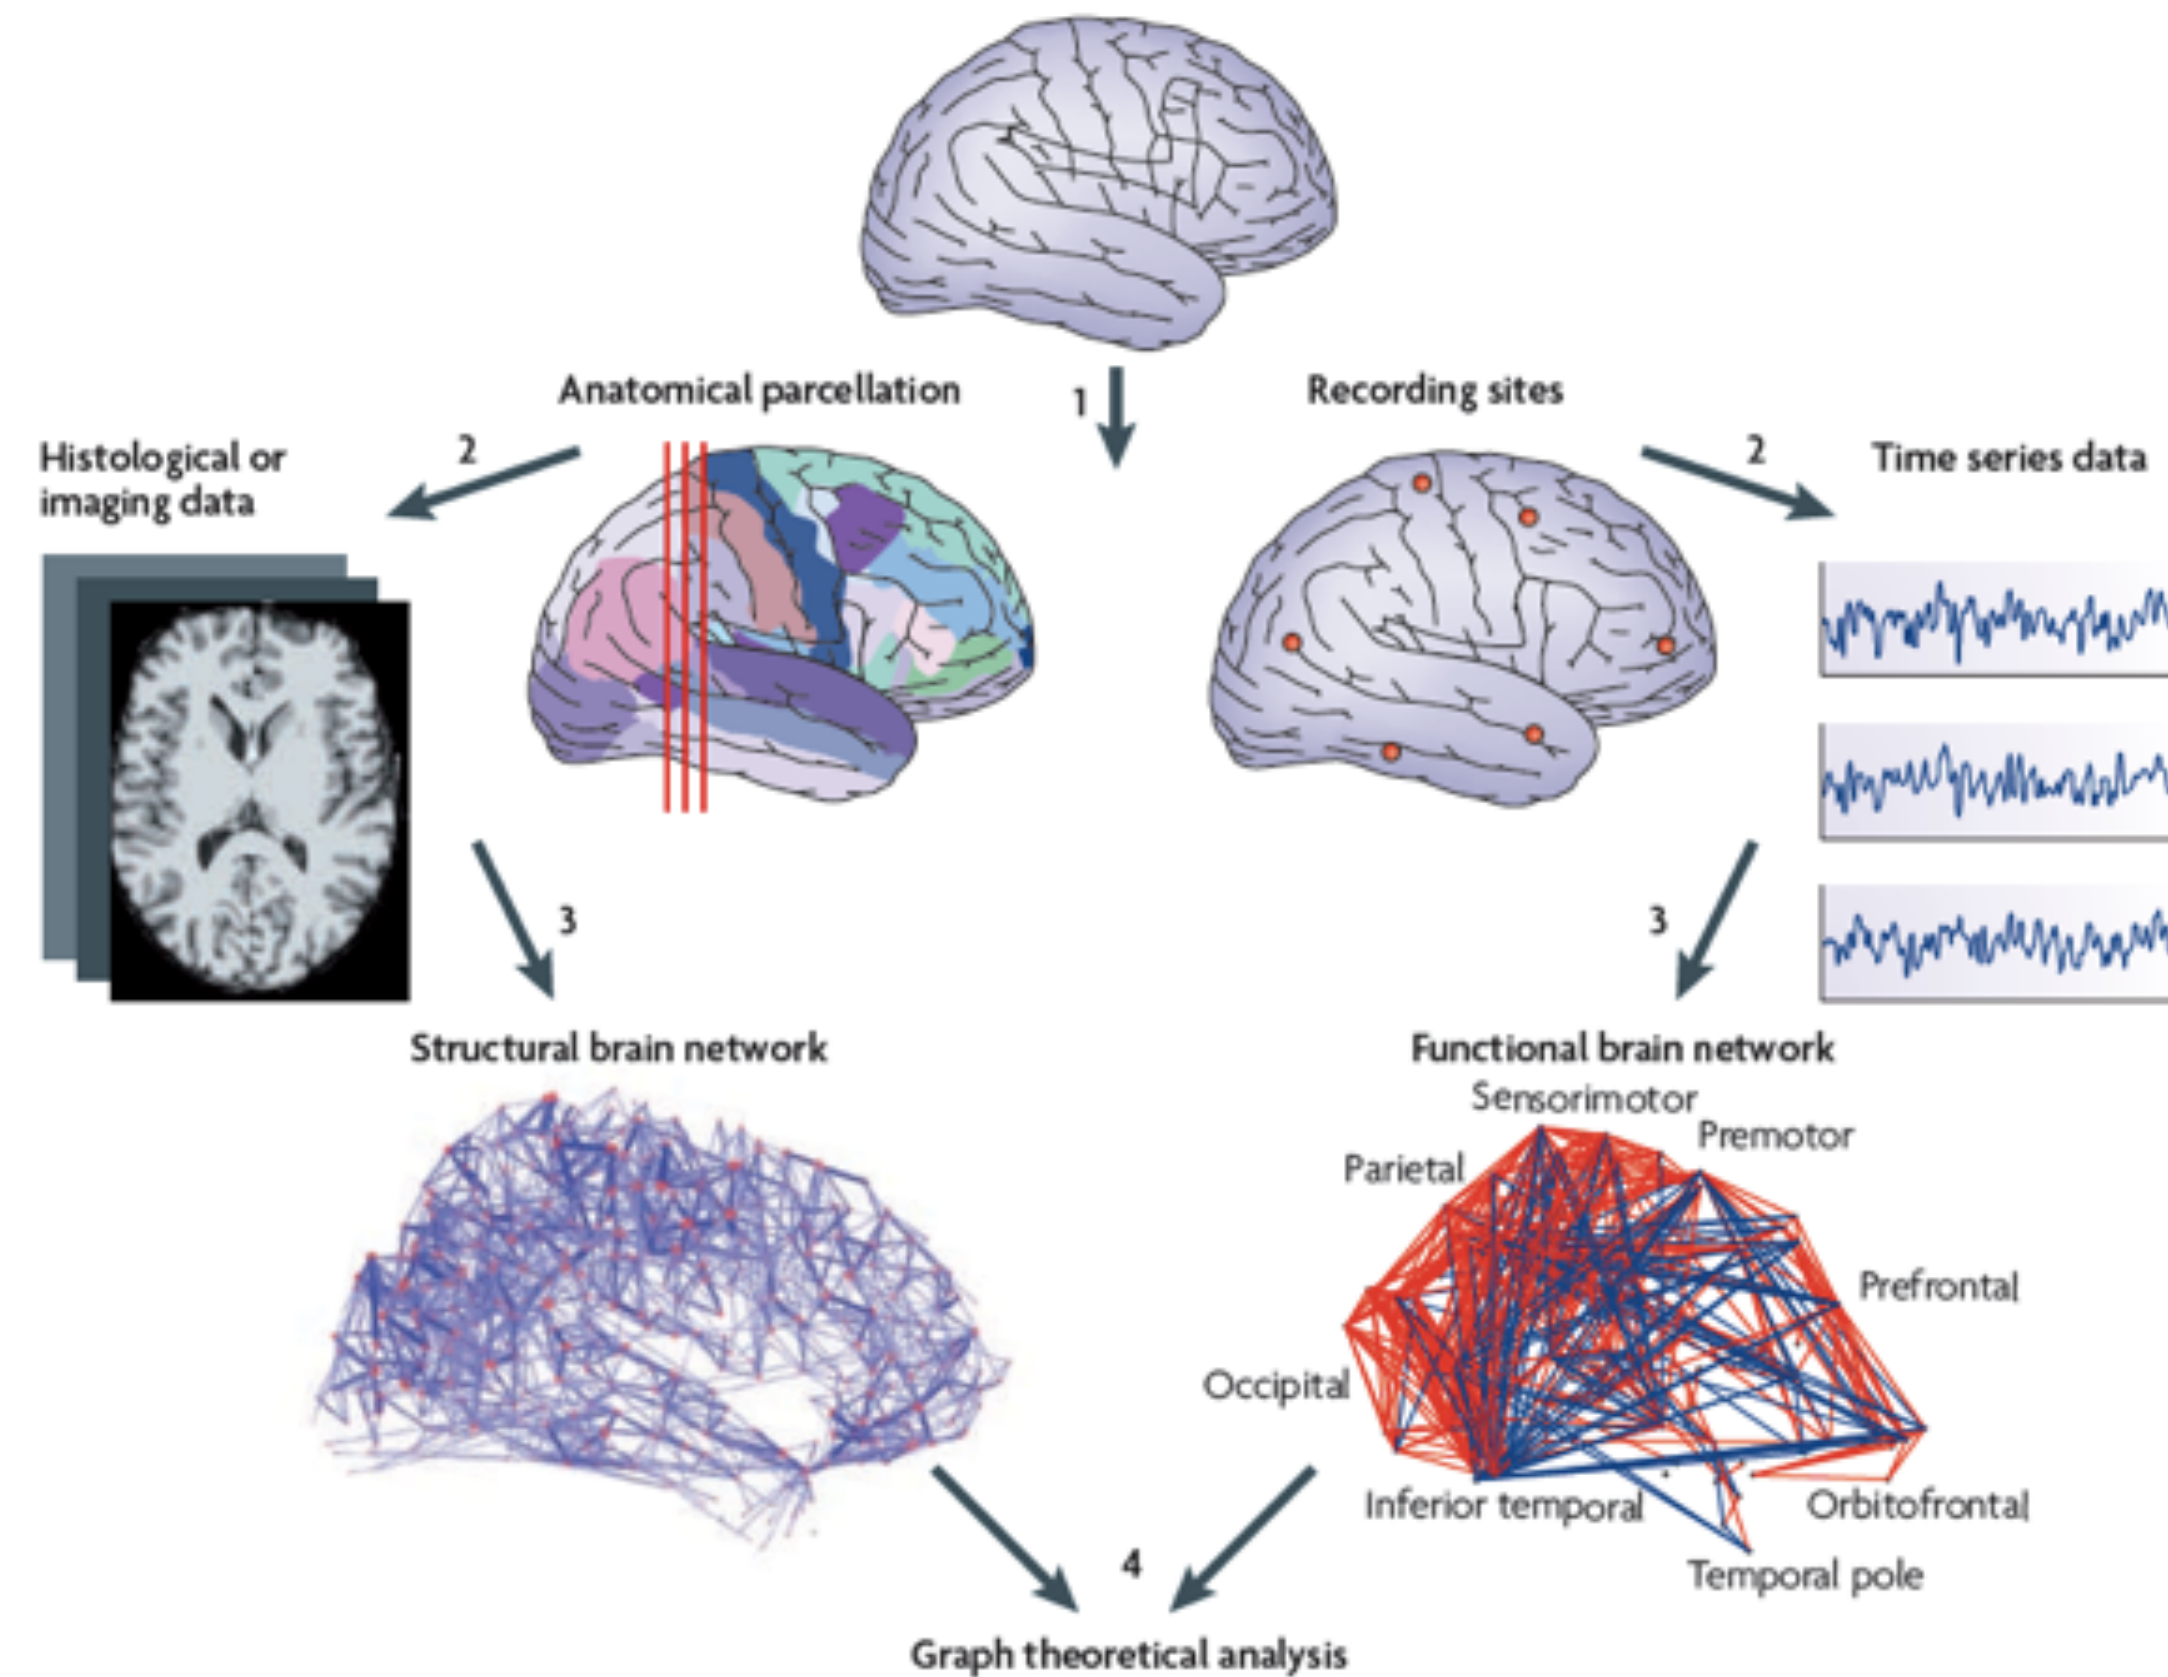 Anatomical parcellation
1
Recording sites
Histological or
imaging data
2
2
Time series data
3
3
Structural brain network
Functional brain network
Sensorimotor
Premotor
Parietal
Prefrontal
Occipital
Inferior temporal
Orbitofrontal
Temporal pole
4
Graph theoretical analysis